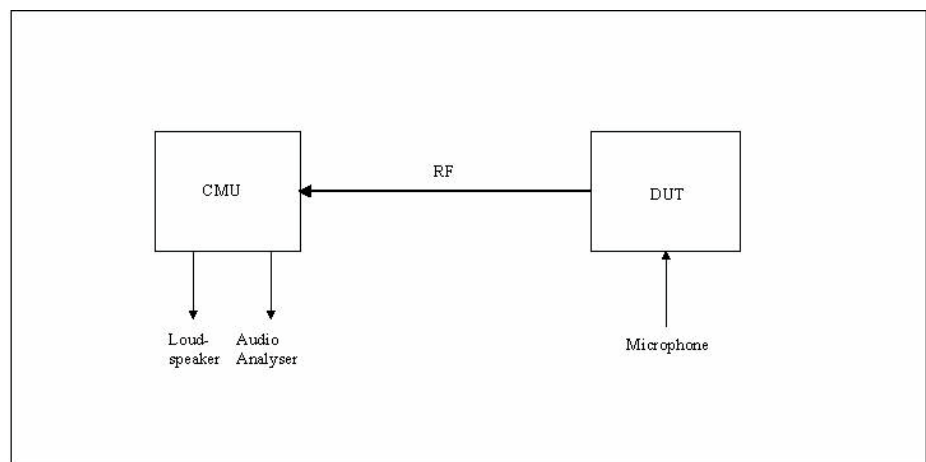 RF
CMU
DUT
Loud-
speaker
Audio
Analyser
Microphone